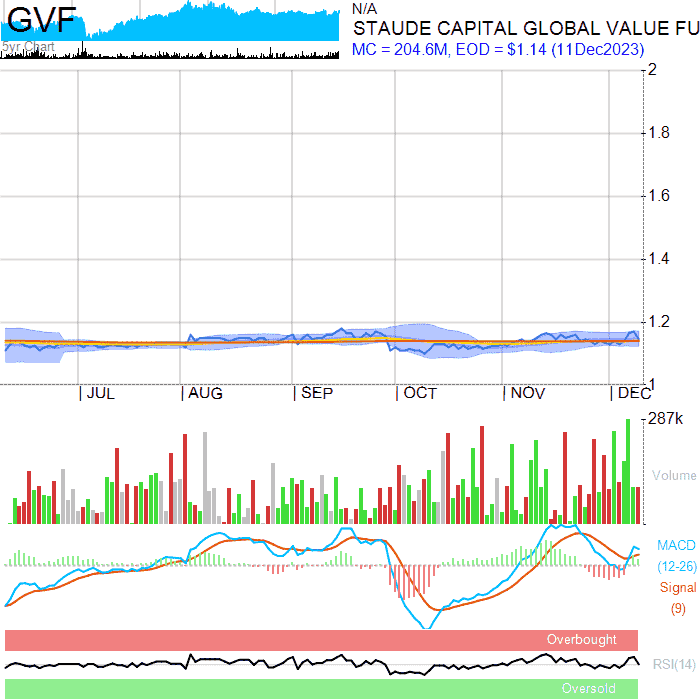 GVF
5yr Chart
N/A
STAUDE CAPITAL GLOBAL VALUE FU
MC = 204.6M, EOD = $1.14 (11Dec2023)
2
1.8
1.6
1.4
1.2
1
JUL
AUG
SEP
OCT
NOV
DEC
287k
Volume
MACD
(12-26)
Signal
(9)
Overbought
RSI(14)
Oversold